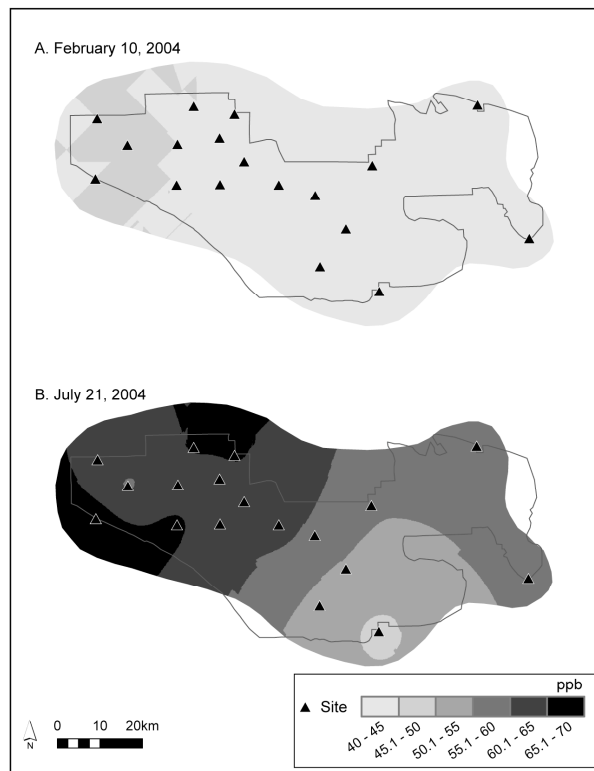 A. February 10, 2004
B. July 21, 2004
ppb
Site
40 - 45
45.1 - 50
50.1 - 55
55.1 - 60
60.1 - 65
65.1 - 70
0 10 20km
N